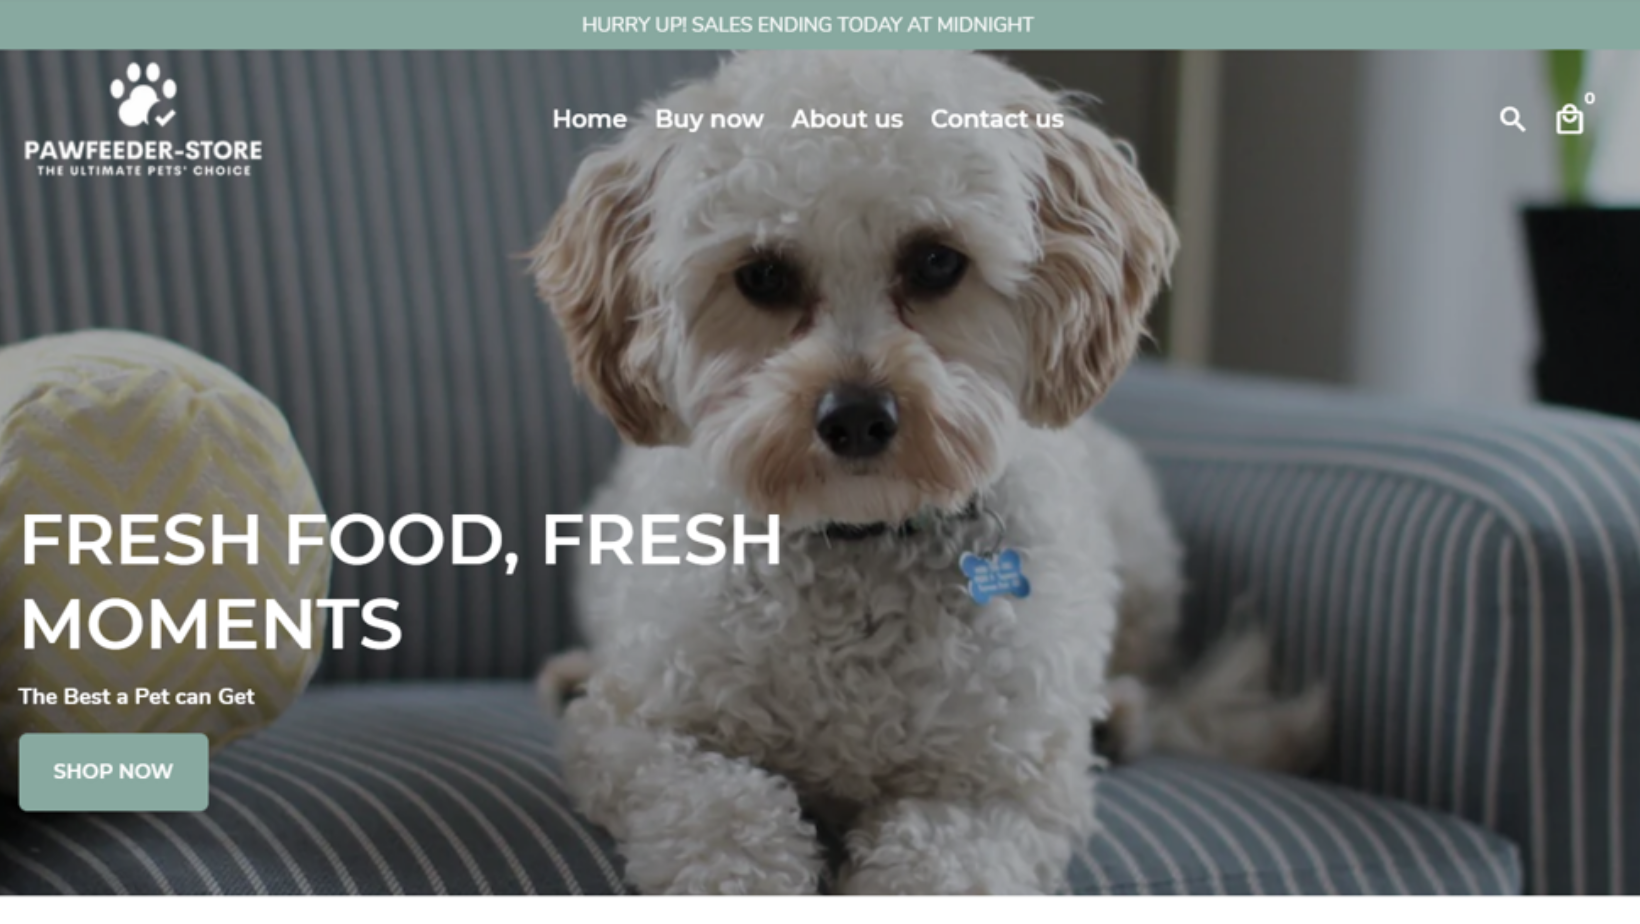 HURRY UP! SALES ENDING TODAY AT MIDNIGHT
PAWFEEDER-STORE
THE ULTIMATE PETS' CHOICE
Home Buy now About us Contact us
0
FRESH FOOD, FRESH
MOMENTS
The Best a Pet can Get
SHOP NOW